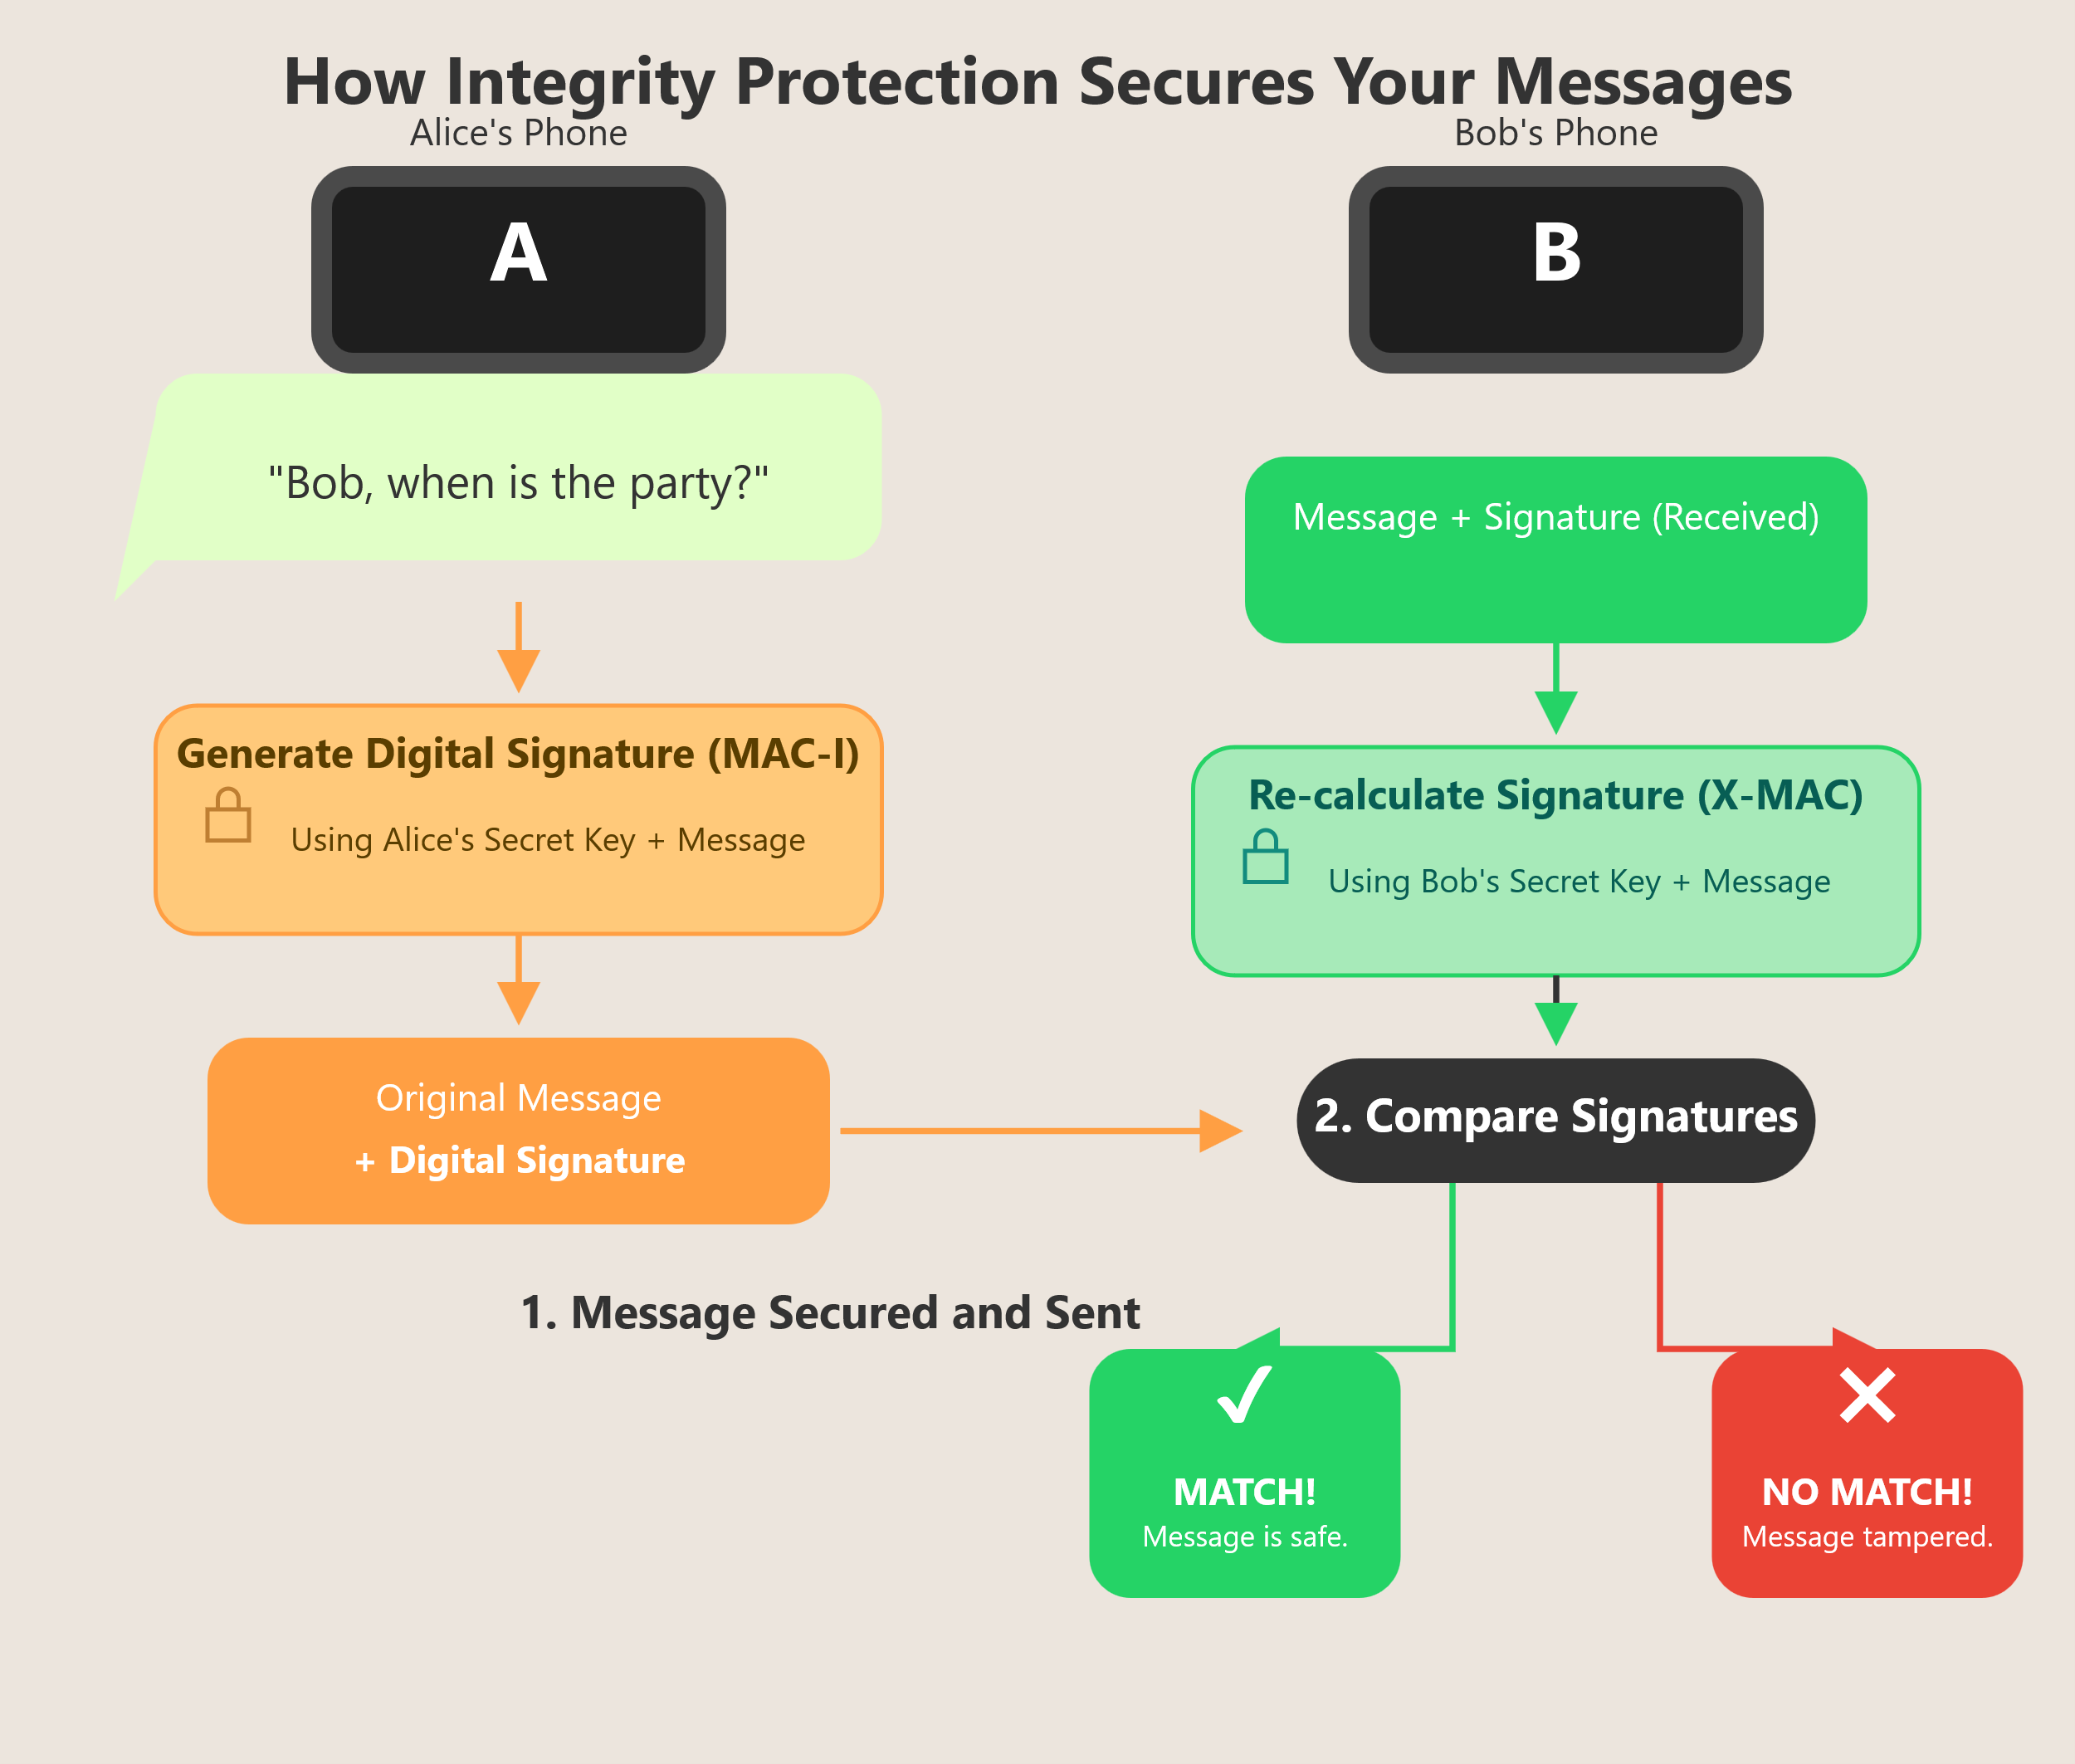 How Integrity Protection Secures Your Messages
Alice's Phone
A
"Bob, when is the party?"
Generate Digital Signature (MAC-I)
Using Alice's Secret Key + Message
Original Message
+ Digital Signature
1. Message Secured and Sent
Bob's Phone
B
Message + Signature (Received)
Re-calculate Signature (X-MAC)
Using Bob's Secret Key + Message
2. Compare Signatures
MATCH!
Message is safe.
NO MATCH!
Message tampered.